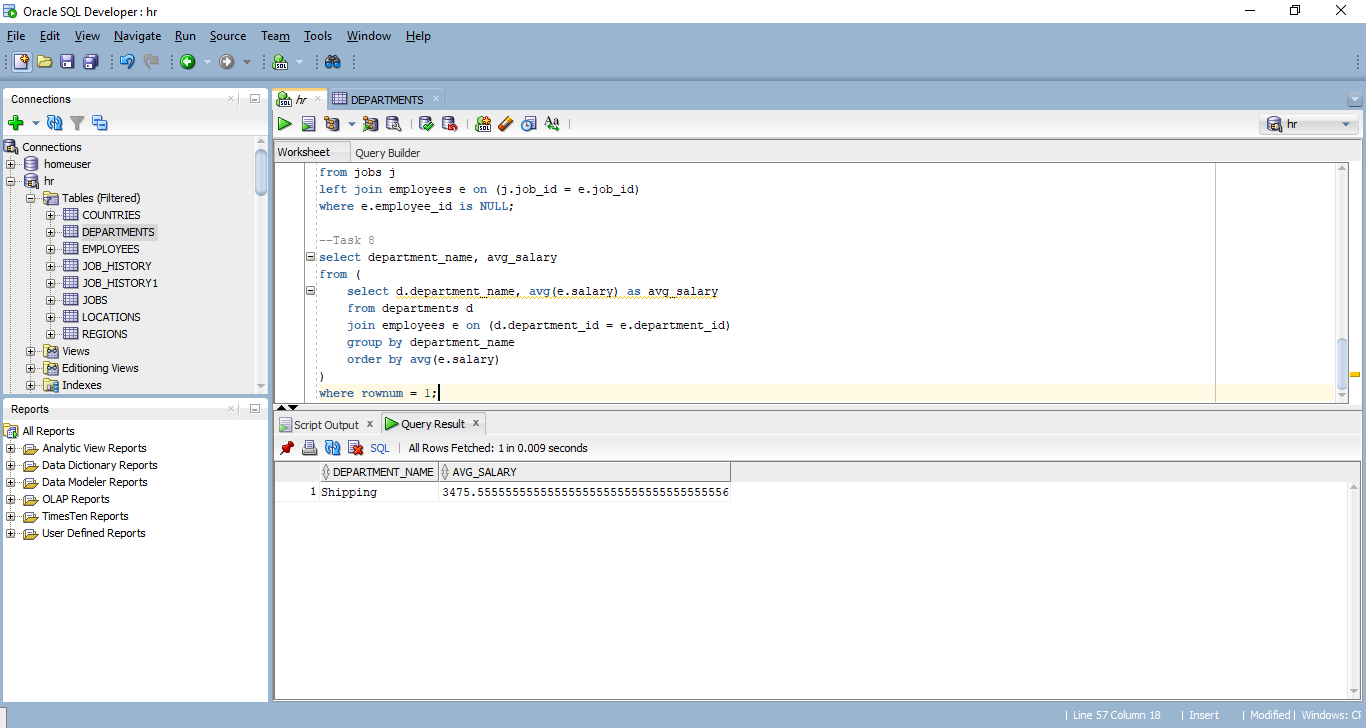 Oracle SQL Developer : hr
File Edit View Navigate Run Source Team Tools Window Help
Connections
Connections
homeuser
hr
Tables (Filtered)
COUNTRIES
DEPARTMENTS
EMPLOYEES
JOB_HISTORY
JOB_HISTORY1
JOBS
LOCATIONS
REGIONS
Views
Editioning Views
Indexes
Reports
All Reports
Analytic View Reports
Data Dictionary Reports
Data Modeler Reports
OLAP Reports
TimesTen Reports
User Defined Reports
hr DEPARTMENTS
hr
Worksheet Query Builder
from jobs j
left join employees e on (j.job_id = e.job_id)
where e.employee_id is NULL;
--Task 8
select department_name, avg_salary
from (
select d.department_name, avg(e.salary) as avg_salary
from departments d
join employees e on (d.department_id = e.department_id)
group by department_name
order by avg(e.salary)
)
where rownum = 1;
Script Output Query Result
SQL All Rows Fetched: 1 in 0.009 seconds
DEPARTMENT_NAME AVG_SALARY
1 Shipping 3475.555555555555555555555555555555555556
Line 57 Column 18 Insert Modified Windows: CF